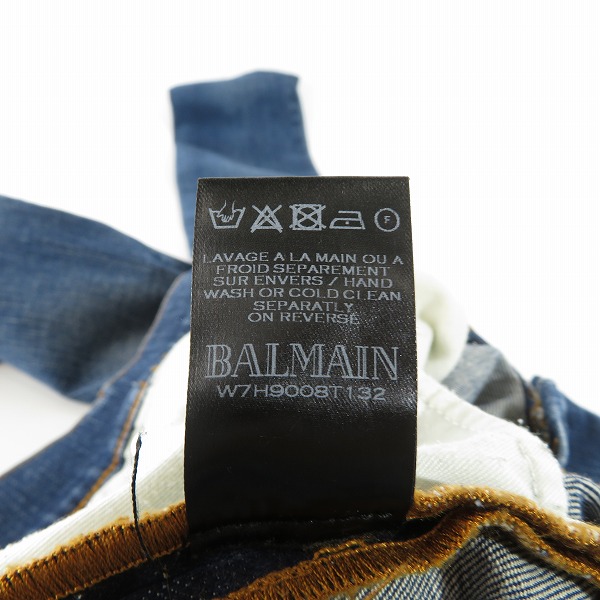 F
LAVAGE A LA MAIN OU A
FROID SEPAREMENT
SUR ENVERS / HAND
WASH OR COLD CLEAN
SEPARATLY
ON REVERSE
BALMAIN
W7H9008T132